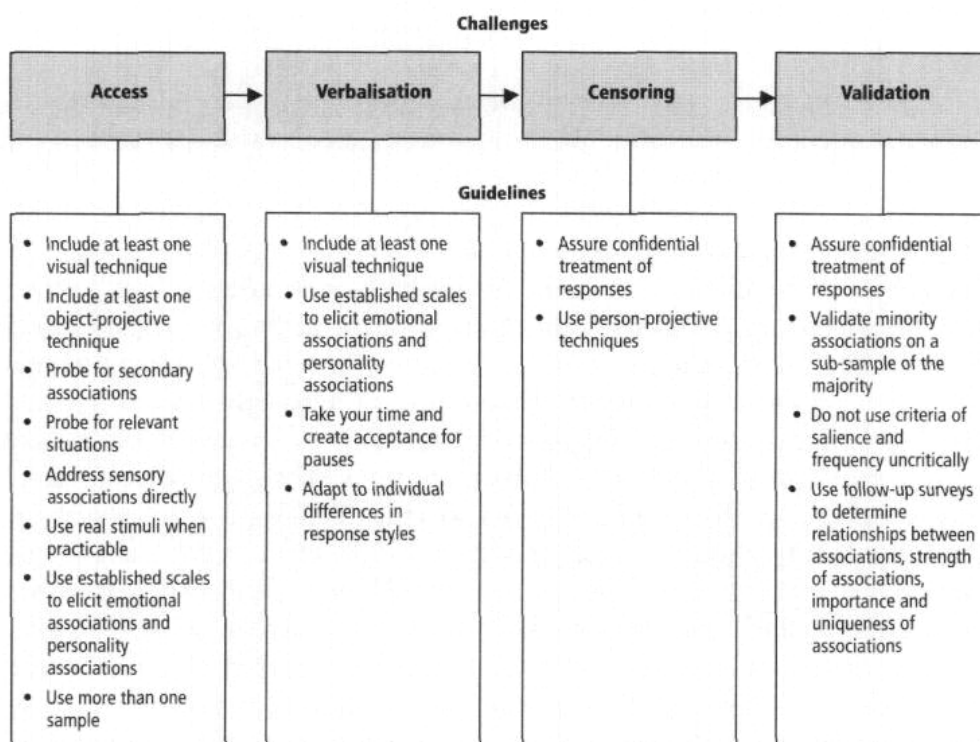 Challenges
Access
Verbalisation
Censoring
Validation
Guidelines
• Include at least one
visual technique
• Include at least one
object-projective
technique
• Probe for secondary
associations
• Probe for relevant
situations
• Address sensory
associations directly
• Use real stimuli when
practicable
• Use established scales
to elicit emotional
associations and
personality
associations
• Use more than one
sample
• Include at least one
visual technique
• Use established scales
to elicit emotional
associations and
personality
associations
• Take your time and
create acceptance for
pauses
• Adapt to individual
differences in
response styles
• Assure confidential
treatment of
responses
• Use person-projective
techniques
• Assure confidential
treatment of
responses
• Validate minority
associations on a
sub-sample of the
majority
• Do not use criteria of
salience and
frequency uncritically
• Use follow-up surveys
to determine
relationships between
associations, strength
of associations,
importance and
uniqueness of
associations